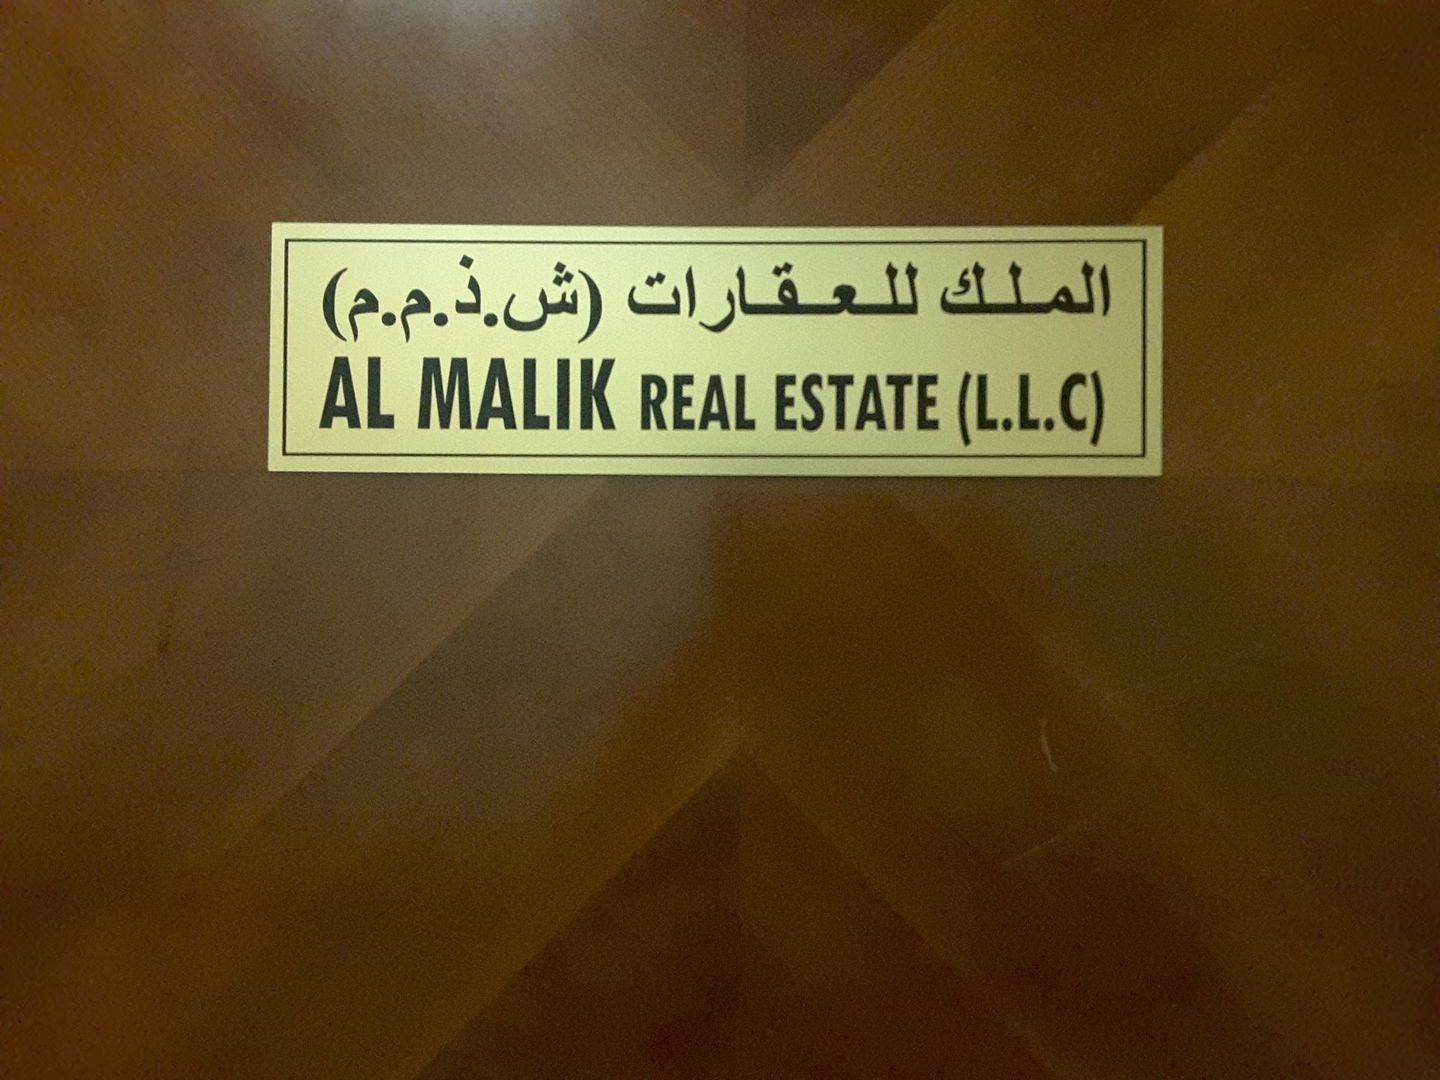 الملك للعقارات (ش.ذ.م.م)
AL MALIK REAL ESTATE (L.L.C)